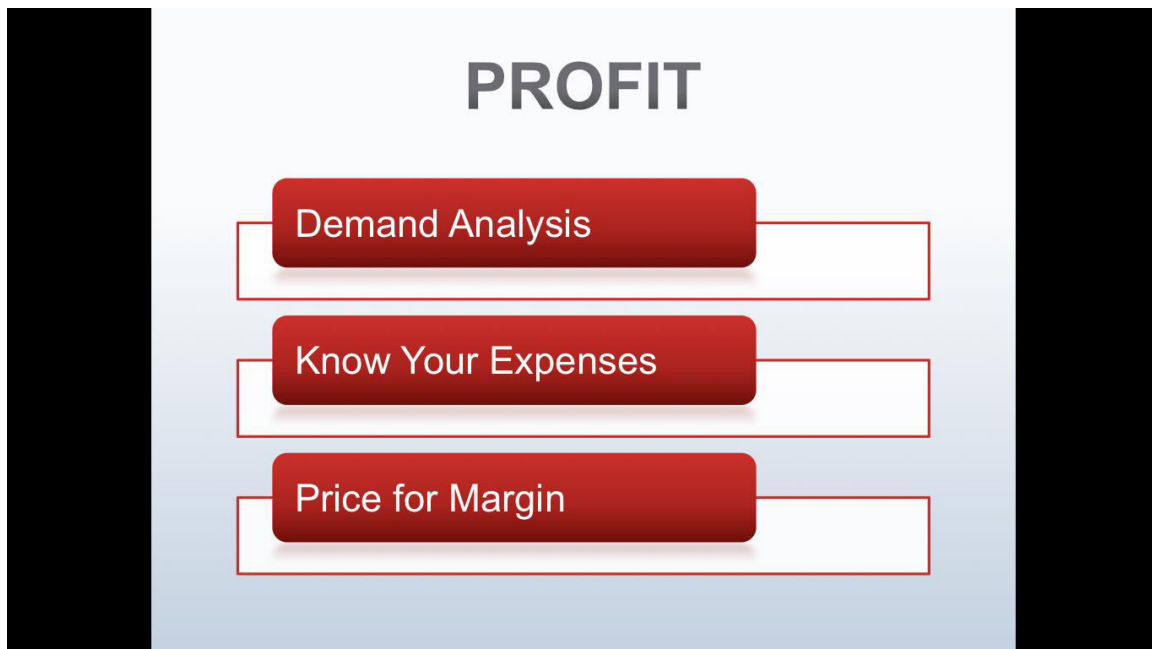 PROFIT
Demand Analysis
Know Your Expenses
Price for Margin